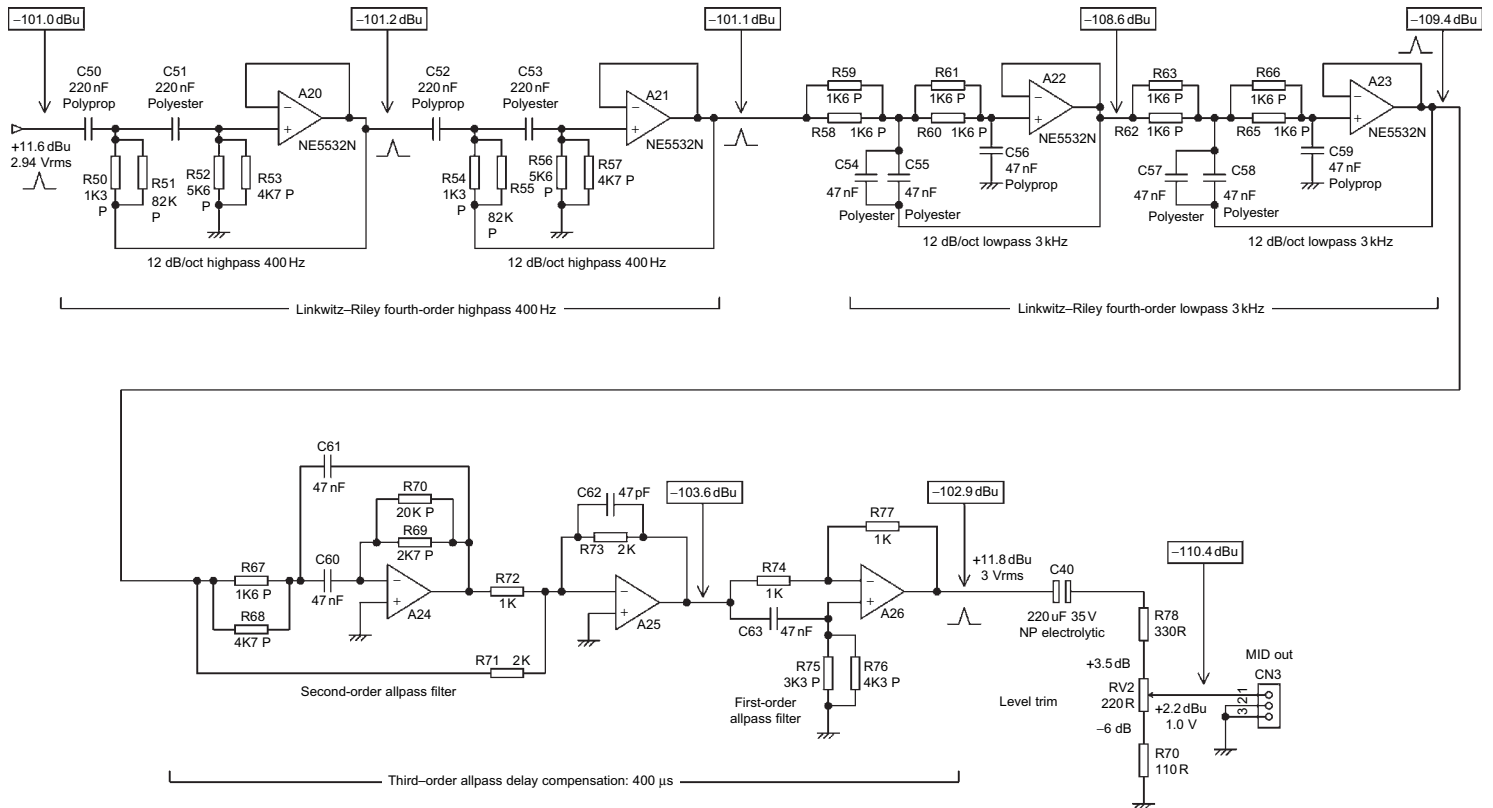 −101.0 dBu
−101.2 dBu
−101.1 dBu
−108.6 dBu
−109.4 dBu
C50
220 nF
Polyprop
C51
220 nF
Polyester
A20
−
+
NE5532N
+11.6 dBu
2.94 Vrms
R50
1K3
P
R51
82K
P
R52
5K6
P
R53
4K7 P
12 dB/oct highpass 400 Hz
C52
220 nF
Polyprop
C53
220 nF
Polyester
A21
−
+
NE5532N
R54
1K3
P
R55
82K
P
R56
5K6
P
R57
4K7 P
12 dB/oct highpass 400 Hz
Linkwitz–Riley fourth-order highpass 400 Hz
R59
1K6 P
R58
1K6 P
R61
1K6 P
R60
1K6 P
A22
−
+
NE5532N
C54
47 nF
Polyester
C55
47 nF
Polyester
C56
47 nF
Polyprop
12 dB/oct lowpass 3 kHz
R63
1K6 P
R62
1K6 P
R66
1K6 P
R65
1K6 P
A23
−
+
NE5532N
C57
47 nF
Polyester
C58
47 nF
Polyester
C59
47 nF
Polyprop
12 dB/oct lowpass 3 kHz
Linkwitz–Riley fourth-order lowpass 3 kHz
C61
47 nF
R70
20K P
R69
2K7 P
R67
1K6 P
R68
4K7 P
C60
47 nF
−
+
A24
R72
1K
R71 2K
Second-order allpass filter
C62 47 pF
R73 2K
−
+
A25
−103.6 dBu
R77
1K
R74
1K
C63 47 nF
−
+
A26
R75
3K3 P
R76
4K3 P
First-order
allpass filter
−102.9 dBu
+11.8 dBu
3 Vrms
C40
220 uF 35 V
NP electrolytic
−110.4 dBu
R78
330R
+3.5 dB
RV2
220 R
−6 dB
R70
110 R
Level trim
+2.2 dBu
1.0 V
MID out
CN3
1
2
3
Third–order allpass delay compensation: 400 µs